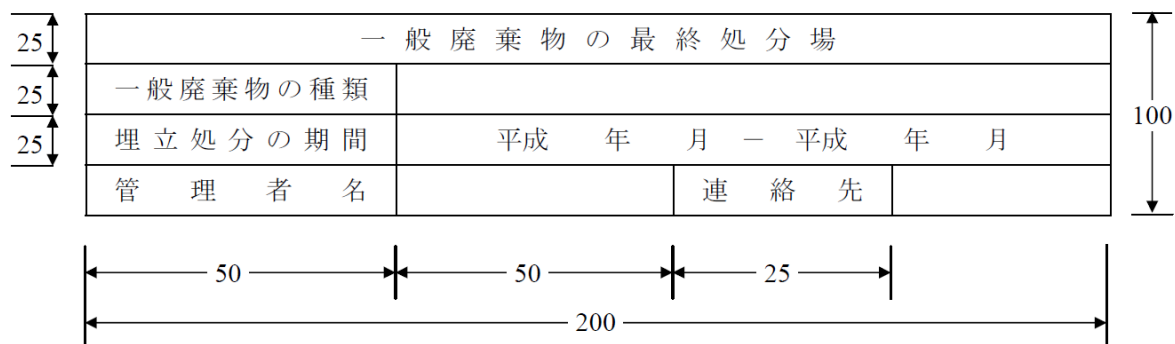 一般廃棄物の最終処分場
25
一般廃棄物の種類
25
埋立処分の期間 平成 年 月 － 平成 年 月
25
管理者名 連絡先
100
50 50 25
200